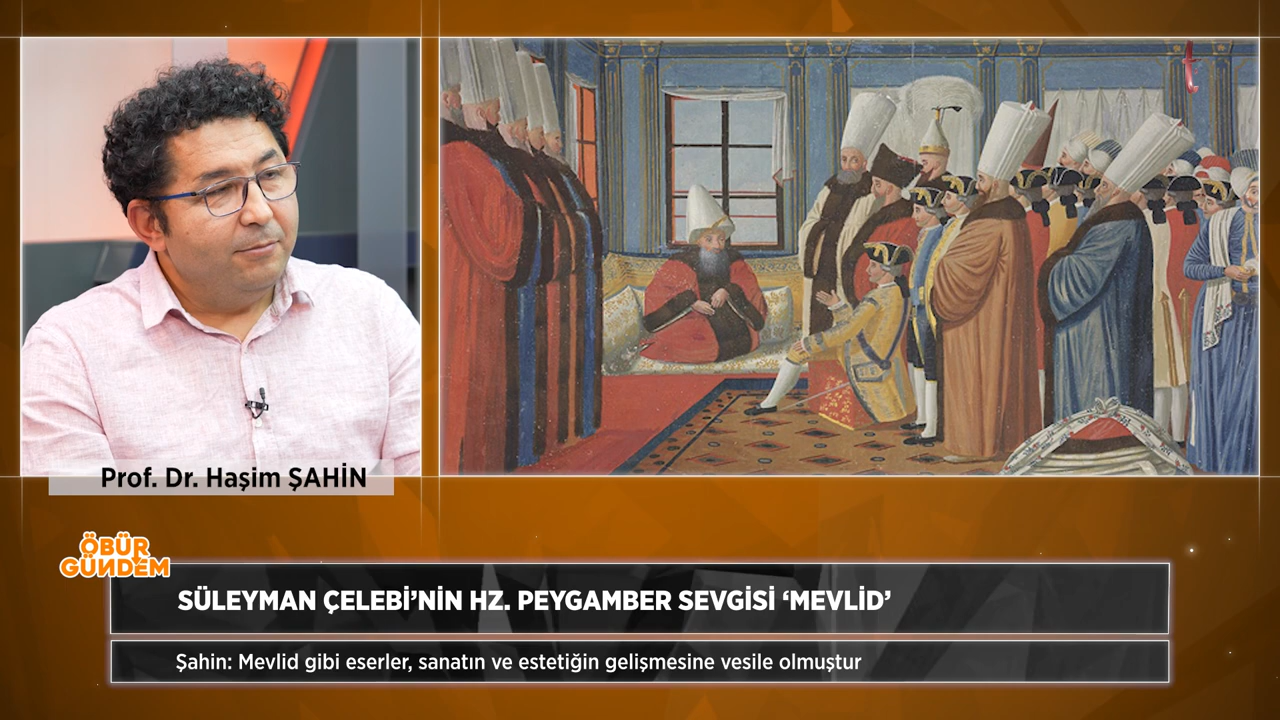 t
Prof. Dr. Haşim ŞAHİN
ÖBÜR
GÜNDEM
SÜLEYMAN ÇELEBİ’NİN HZ. PEYGAMBER SEVGİSİ ‘MEVLİD’
Şahin: Mevlid gibi eserler, sanatın ve estetiğin gelişmesine vesile olmuştur